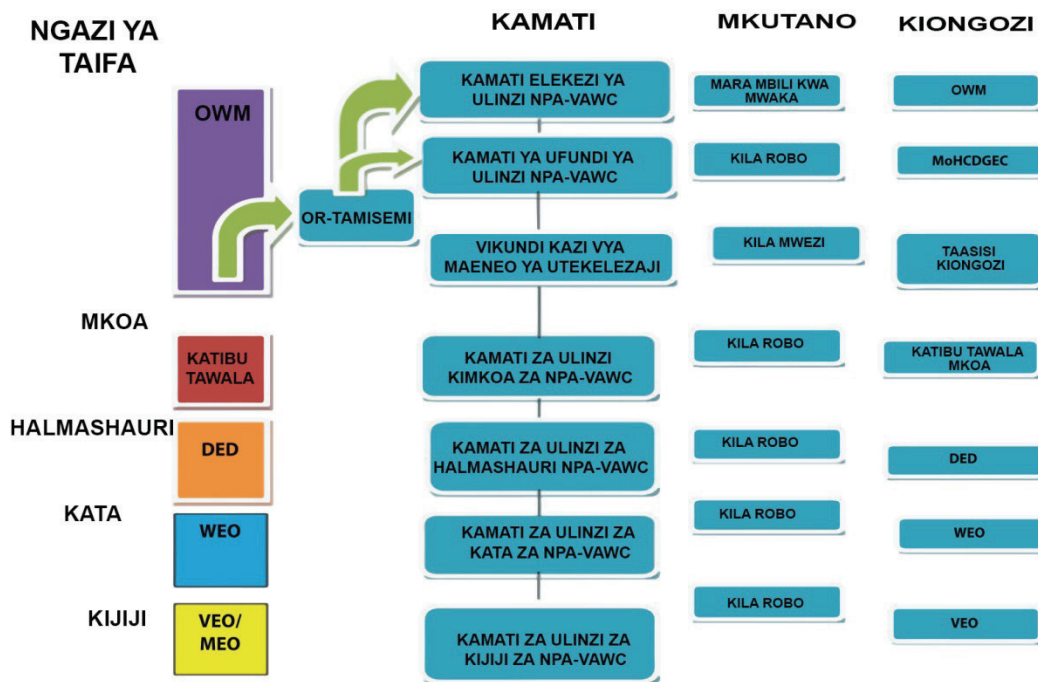 NGAZI YA
TAIFA
KAMATI
MKUTANO
KIONGOZI
OWM
OR-TAMISEMI
KAMATI ELEKEZI YA
ULINZI NPA-VAWC
MARA MBILI KWA
MWAKA
OWM
KAMATI YA UFUNDI YA
ULINZI NPA-VAWC
KILA ROBO
MoHCDGEC
VIKUNDI KAZI VYA
MAENEO YA UTEKELEZAJI
KILA MWEZI
TAASISI
KIONGOZI
MKOA
KATIBU
TAWALA
KAMATI ZA ULINZI
KIMKOA ZA NPA-VAWC
KILA ROBO
KATIBU TAWALA
MKOA
HALMASHAURI
DED
KAMATI ZA ULINZI ZA
HALMASHAURI NPA-VAWC
KILA ROBO
DED
KATA
WEO
KAMATI ZA ULINZI ZA
KATA ZA NPA-VAWC
KILA ROBO
WEO
KIJIJI
VEO/
MEO
KAMATI ZA ULINZI ZA
KIJIJI ZA NPA-VAWC
KILA ROBO
VEO